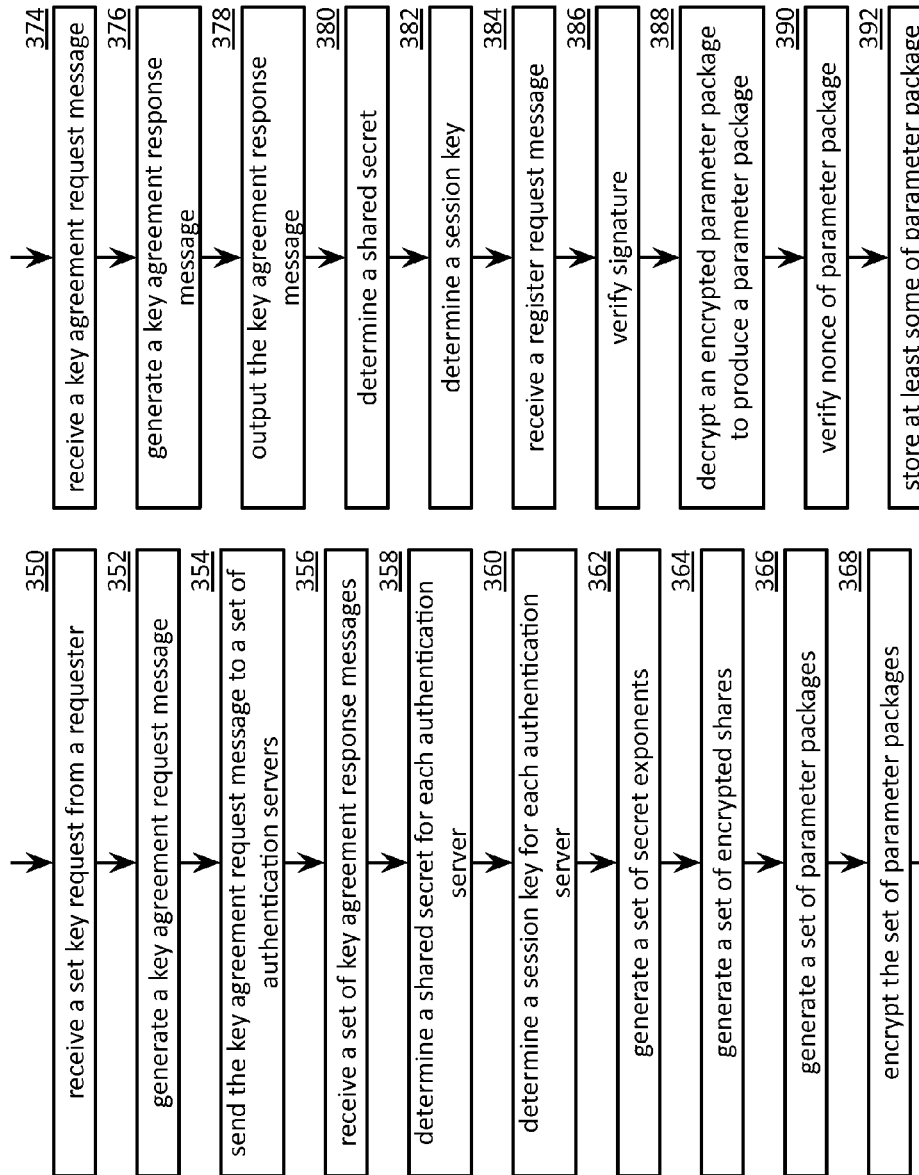 350
receive a set key request from a requester
352
generate a key agreement request message
354
send the key agreement request message to a set of
authentication servers
356
receive a set of key agreement response messages
358
determine a shared secret for each authentication
server
360
determine a session key for each authentication
server
362
generate a set of secret exponents
364
generate a set of encrypted shares
366
generate a set of parameter packages
368
encrypt the set of parameter packages
374
receive a key agreement request message
376
generate a key agreement response
message
378
output the key agreement response
message
380
determine a shared secret
382
determine a session key
384
receive a register request message
386
verify signature
388
decrypt an encrypted parameter package
to produce a parameter package
390
verify nonce of parameter package
392
store at least some of parameter package